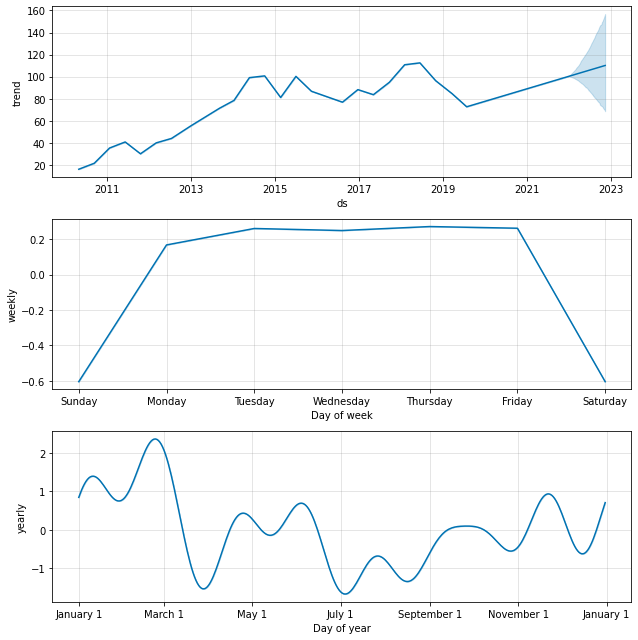 160
140
120
100
80
60
40
20
trend
2011 2013 2015 2017 2019 2021 2023
ds
0.2
0.0
−0.2
−0.4
−0.6
weekly
Sunday Monday Tuesday Wednesday Thursday Friday Saturday
Day of week
2
1
0
−1
yearly
January 1 March 1 May 1 July 1 September 1 November 1 January 1
Day of year